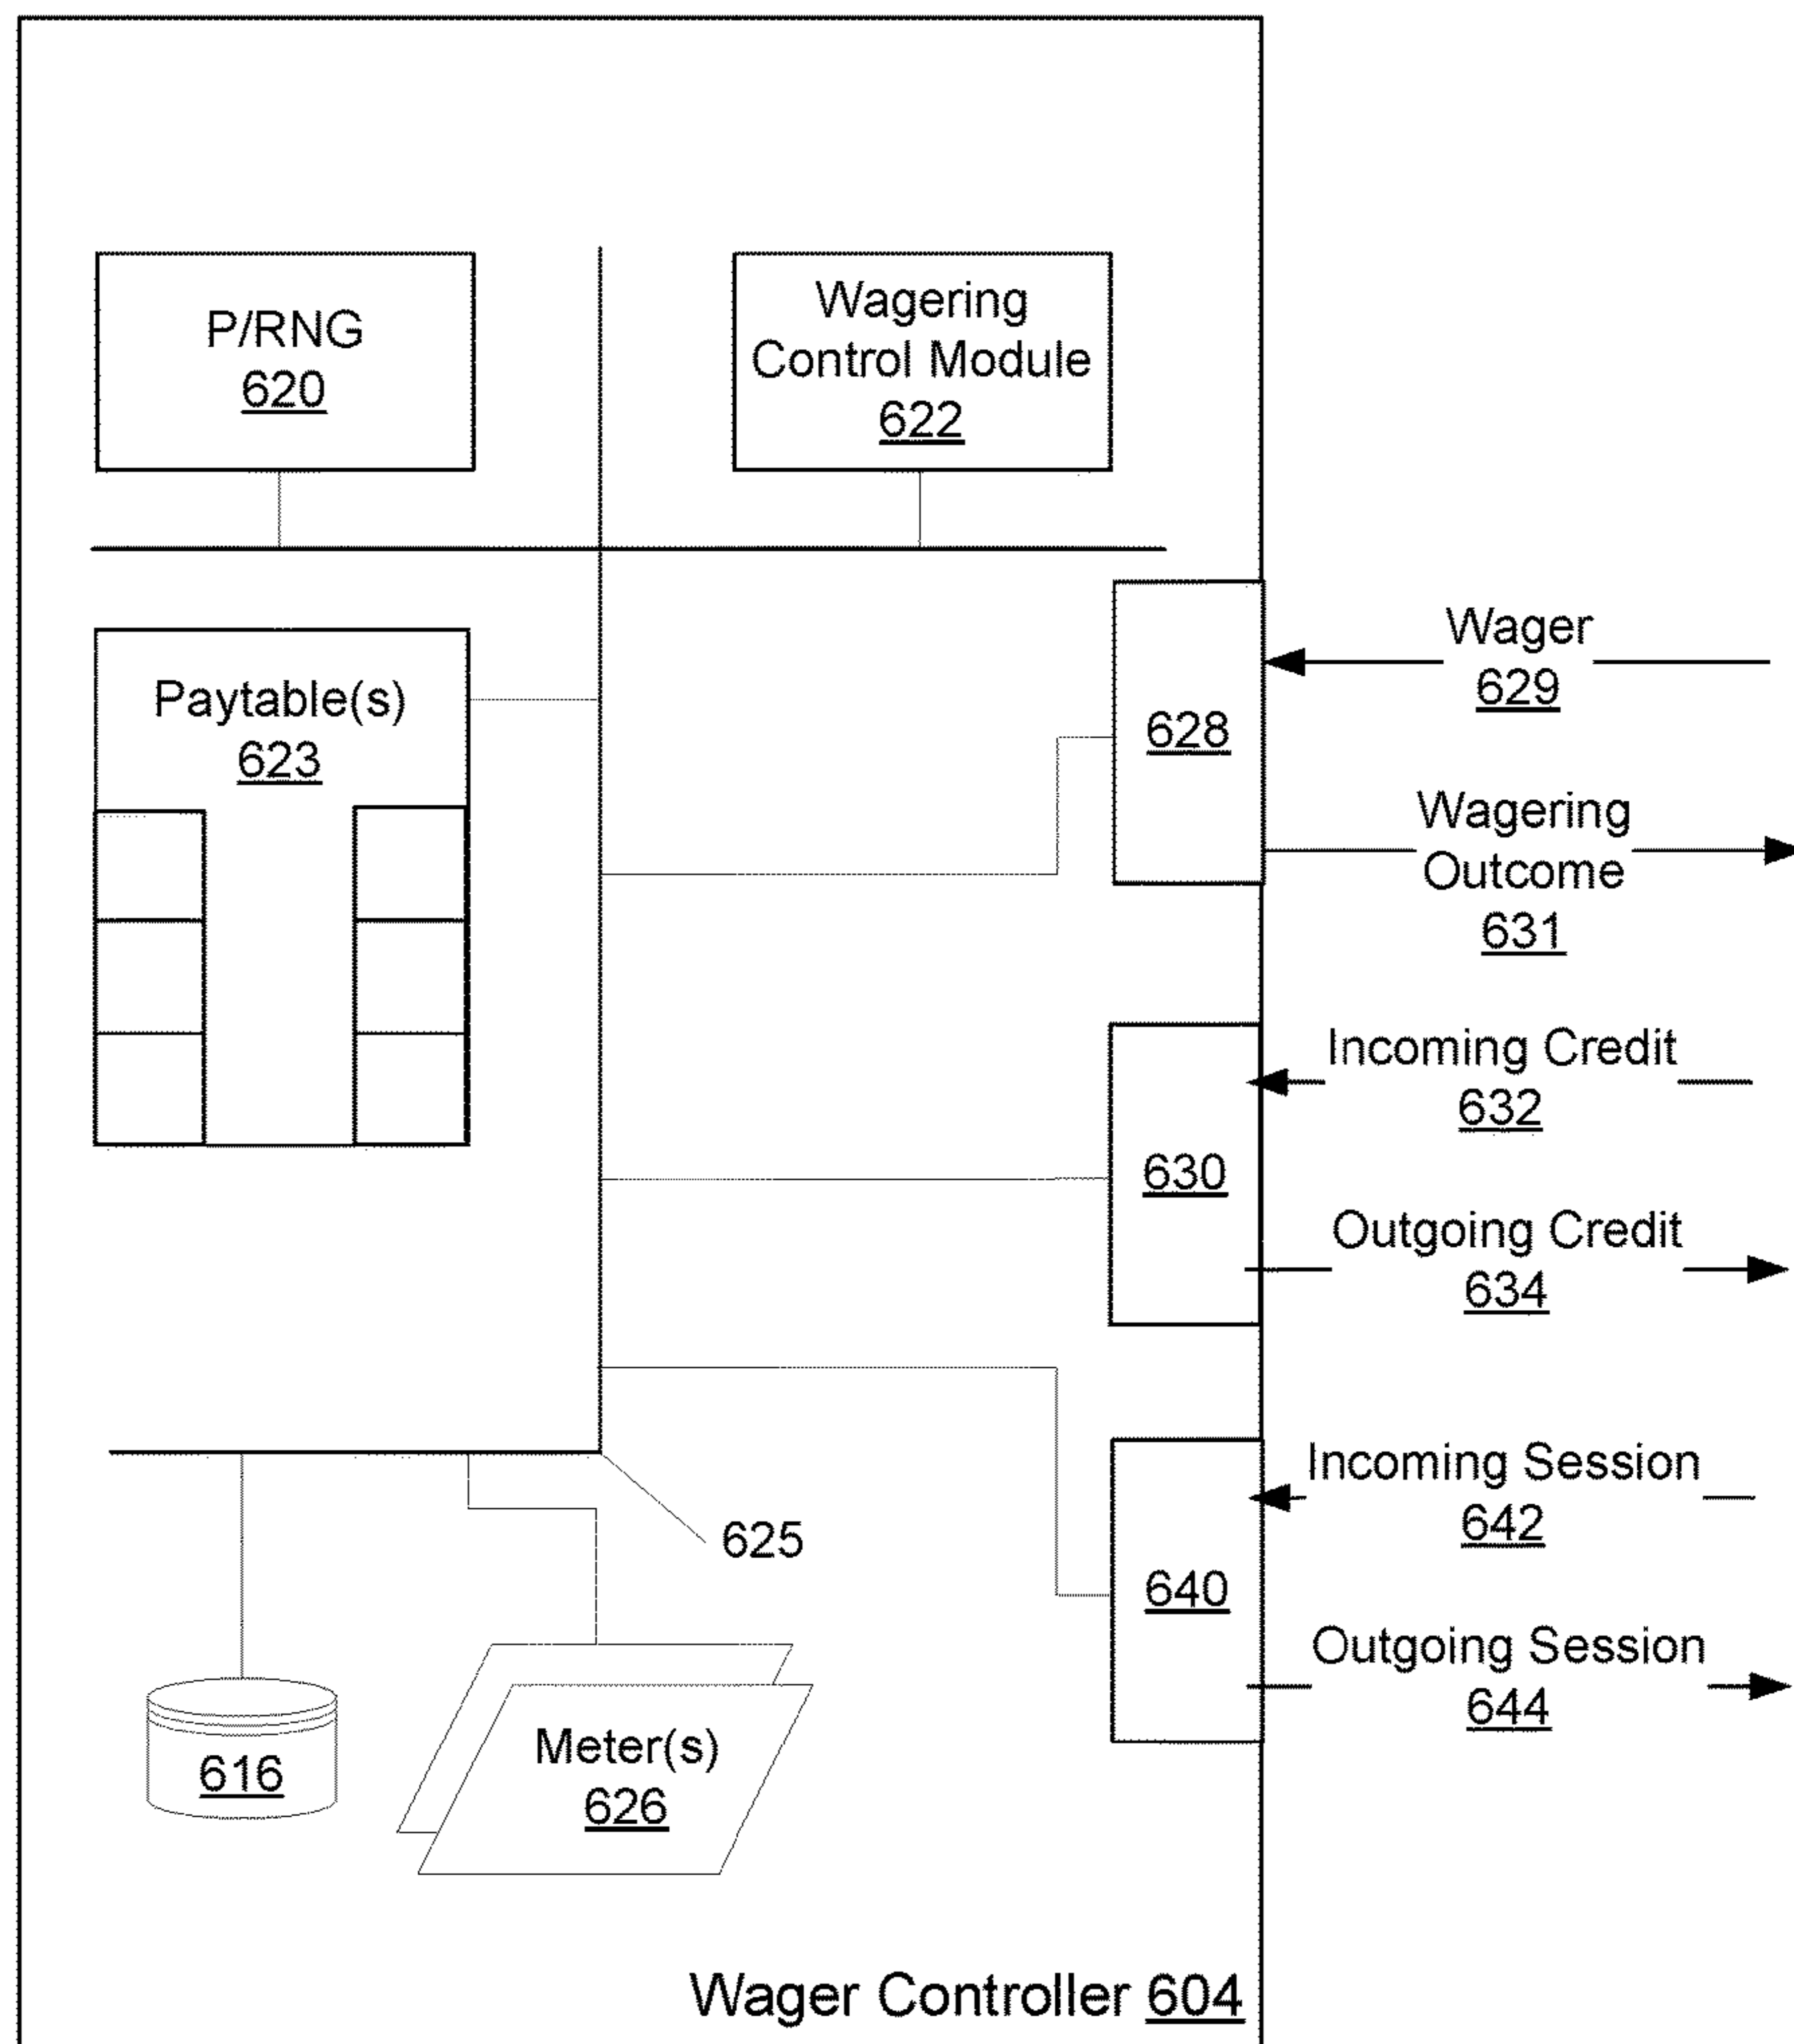 P/RNG
620
Wagering
Control Module
622
Paytable(s)
623
628
Wager
629
Wagering
Outcome
631
630
Incoming Credit
632
Outgoing Credit
634
625
640
Incoming Session
642
Outgoing Session
644
616
Meter(s)
626
Wager Controller 604